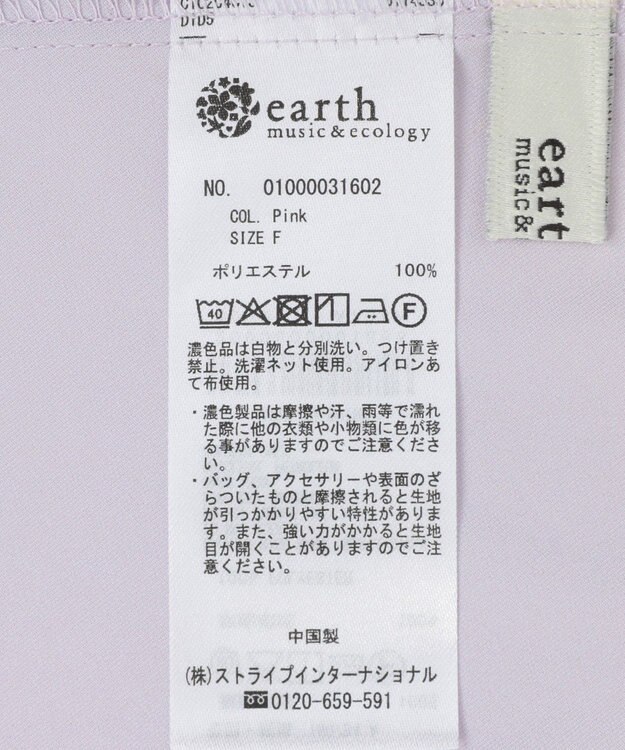 D1D5
earth
music&ecology
NO. 01000031602
COL. Pink
SIZE F
ポリエステル 100%
40 F
濃色品は白物と分別洗い。つけ置き
禁止。洗濯ネット使用。アイロンあ
て布使用。
・濃色製品は摩擦や汗、雨等で濡れ
た際に他の衣類や小物類に色が移
る事がありますのでご注意くださ
い。
・バッグ、アクセサリーや表面のざ
らついたものと摩擦されると生地
が引っかかりやすい特性がありま
す。また、強い力がかかると生地
目が開くことがありますのでご注
意ください。
中国製
(株)ストライプインターナショナル
0120-659-591
eart
music&